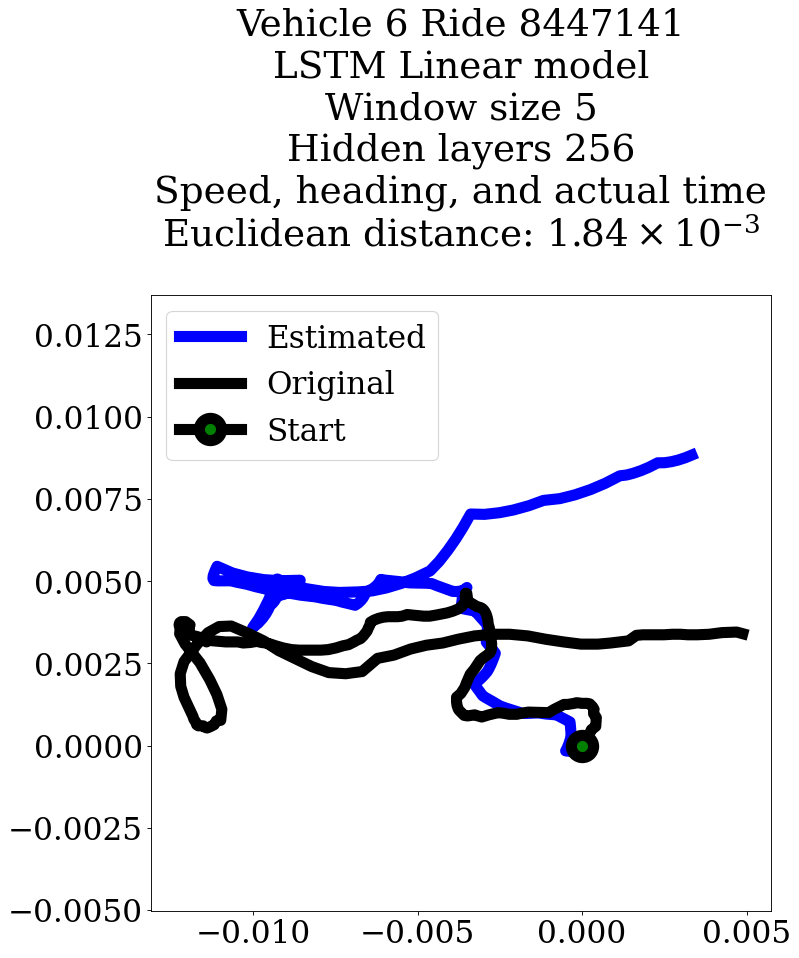 Vehicle 6 Ride 8447141
LSTM Linear model
Window size 5
Hidden layers 256
Speed, heading, and actual time
Euclidean distance: 1.84 × 10⁻³
Estimated
Original
Start
0.0125
0.0100
0.0075
0.0050
0.0025
0.0000
−0.0025
−0.0050
−0.010 −0.005 0.000 0.005